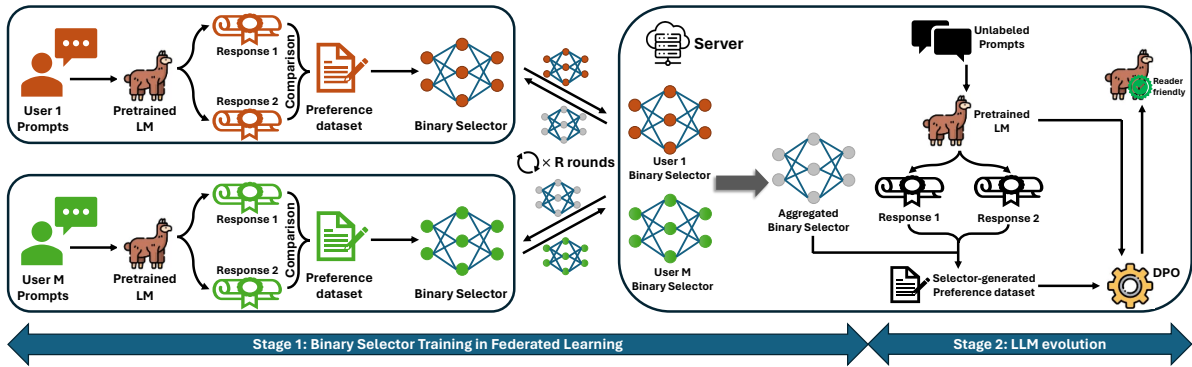 User 1
Prompts
Pretrained
LM
Response 1
Response 2
Comparison
Preference
dataset
Binary Selector
User M
Prompts
Pretrained
LM
Response 1
Response 2
Comparison
Preference
dataset
Binary Selector
× R rounds
Server
User 1
Binary Selector
User M
Binary Selector
Aggregated
Binary Selector
Unlabeled
Prompts
Pretrained
LM
Response 1
Response 2
Selector-generated
Preference dataset
DPO
Reader
friendly
Stage 1: Binary Selector Training in Federated Learning
Stage 2: LLM evolution